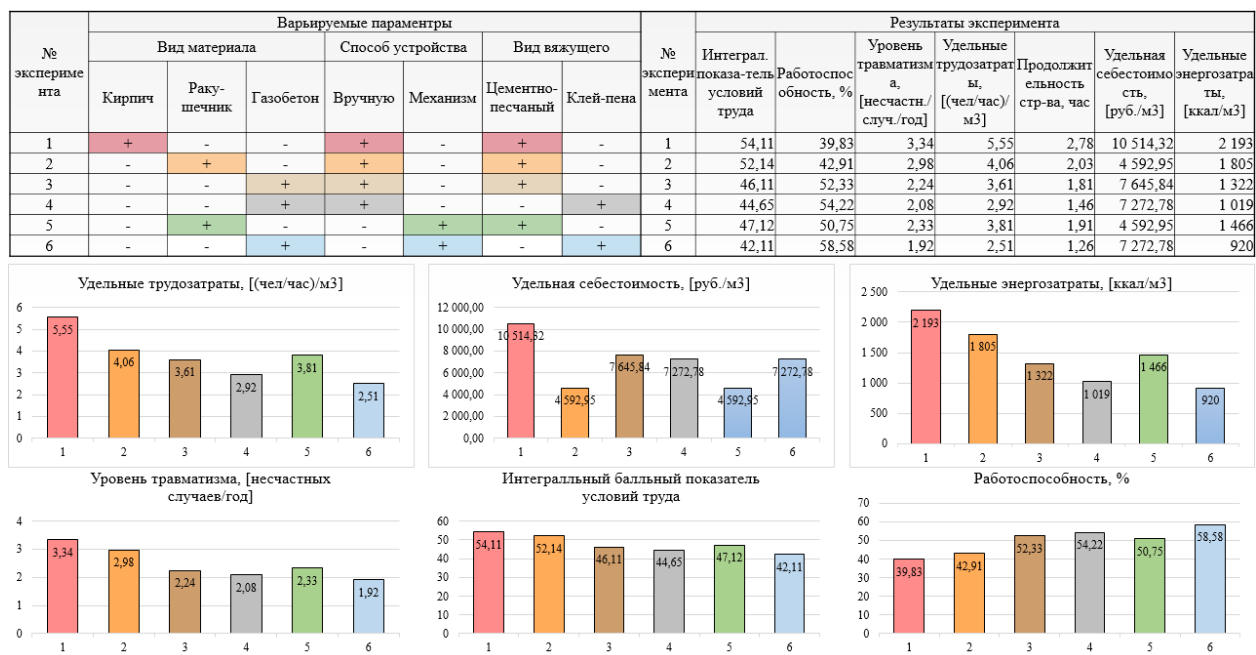 Варьируемые параметры
Результаты эксперимента
№ экспериме нта
Вид материала
Способ устройства
Вид вяжущего
№ экспери мента
Интеграл. показа-тель условий труда
Работоспос обность, %
Уровень травматизм а, [несчастн./ случ./год]
Удельные трудозатрат ы, [(чел/час)/ м3]
Продолжит ельность стр-ва, час
Удельная себестоимо сть, [руб./м3]
Удельные энергозатра ты, [ккал/м3]
Кирпич
Раку- шечник
Газобетон
Вручную
Механизм
Цементно- песчаный
Клей-пена
1 + - - + - + - 1 54,11 39,83 3,34 5,55 2,78 10 514,32 2 193
2 - + - + - + - 2 52,14 42,91 2,98 4,06 2,03 4 592,95 1 805
3 - - + + - + - 3 46,11 52,33 2,24 3,61 1,81 7 645,84 1 322
4 - - + + - - + 4 44,65 54,22 2,08 2,92 1,46 7 272,78 1 019
5 - + - - + + - 5 47,12 50,75 2,33 3,81 1,91 4 592,95 1 466
6 - - + - + - + 6 42,11 58,58 1,92 2,51 1,26 7 272,78 920
Удельные трудозатраты, [(чел/час)/м3]
6
5
4
3
2
1
0
5,55
4,06
3,61
2,92
3,81
2,51
1 2 3 4 5 6
Удельная себестоимость, [руб./м3]
12 000,00
10 000,00
8 000,00
6 000,00
4 000,00
2 000,00
0,00
10 514,32
4 592,95
7 645,84
7 272,78
4 592,95
7 272,78
1 2 3 4 5 6
Удельные энергозатраты, [ккал/м3]
2 500
2 000
1 500
1 000
500
0
2 193
1 805
1 322
1 019
1 466
920
1 2 3 4 5 6
Уровень травматизма, [несчастных
случаев/год]
4
3
2
1
0
3,34
2,98
2,24
2,08
2,33
1,92
1 2 3 4 5 6
Интегралльный балльный показатель
условий труда
60
50
40
30
20
10
0
54,11
52,14
46,11
44,65
47,12
42,11
1 2 3 4 5 6
Работоспособность, %
70
60
50
40
30
20
10
0
39,83
42,91
52,33
54,22
50,75
58,58
1 2 3 4 5 6